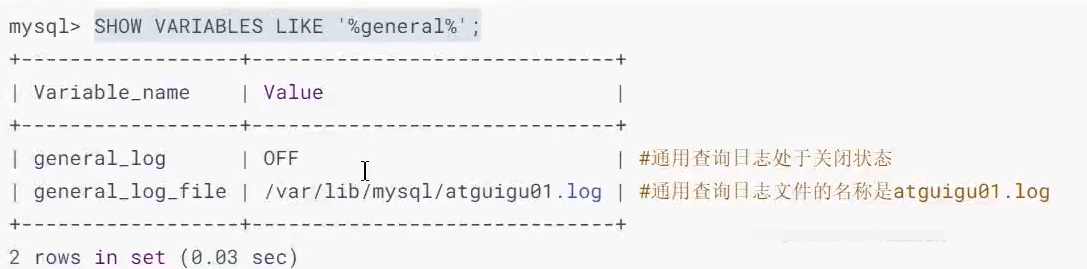 mysql> SHOW VARIABLES LIKE '%general%';
+------------------+------------------------------+
| Variable_name    | Value                        |
+------------------+------------------------------+
| general_log      | OFF                          | #通用查询日志处于关闭状态
| general_log_file | /var/lib/mysql/atguigu01.log | #通用查询日志文件的名称是atguigu01.log
+------------------+------------------------------+
2 rows in set (0.03 sec)